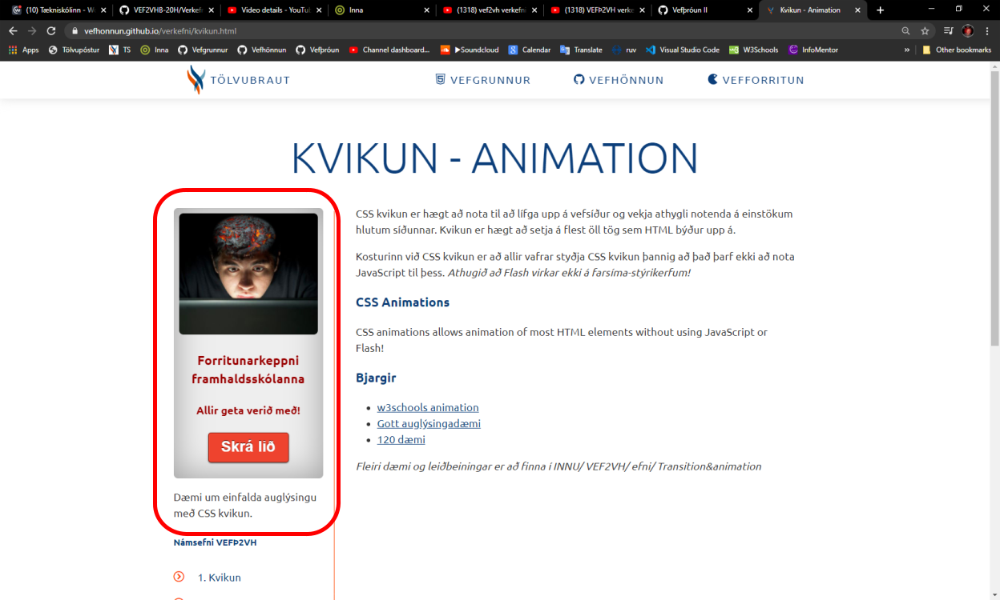 (10) Tækniskólinn - W
VEF2VHB-20H/Verkefn
Video details - YouTu
Inna
(1318) vef2vh verkefn
(1318) VEFÞ2VH verke
Vefþróun II
Kvikun - Animation
vefhonnun.github.io/verkefni/kvikun.html
Apps Tölvupóstur TS Inna Vefgrunnur Vefhönnun Vefþróun Channel dashboard... ▶Soundcloud Calendar Translate ruv Visual Studio Code W3Schools InfoMentor » Other bookmarks
TÖLVUBRAUT VEFGRUNNUR VEFHÖNNUN VEFFORRITUN
KVIKUN - ANIMATION
Forritunarkeppni
framhaldsskólanna
Allir geta verið með!
Skrá lið
Dæmi um einfalda auglýsingu
með CSS kvikun.
Námsefni VEFÞ2VH
1. Kvikun
CSS kvikun er hægt að nota til að lífga upp á vefsíður og vekja athygli notenda á einstökum
hlutum síðunnar. Kvikun er hægt að setja á flest öll tög sem HTML býður upp á.
Kosturinn við CSS kvikun er að allir vafrar styðja CSS kvikun þannig að það þarf ekki að nota
JavaScript til þess. Athugið að Flash virkar ekki á farsíma-stýrikerfum!
CSS Animations
CSS animations allows animation of most HTML elements without using JavaScript or
Flash!
Bjargir
w3schools animation
Gott auglýsingadæmi
120 dæmi
Fleiri dæmi og leiðbeiningar er að finna í INNU/ VEF2VH/ efni/ Transition&animation